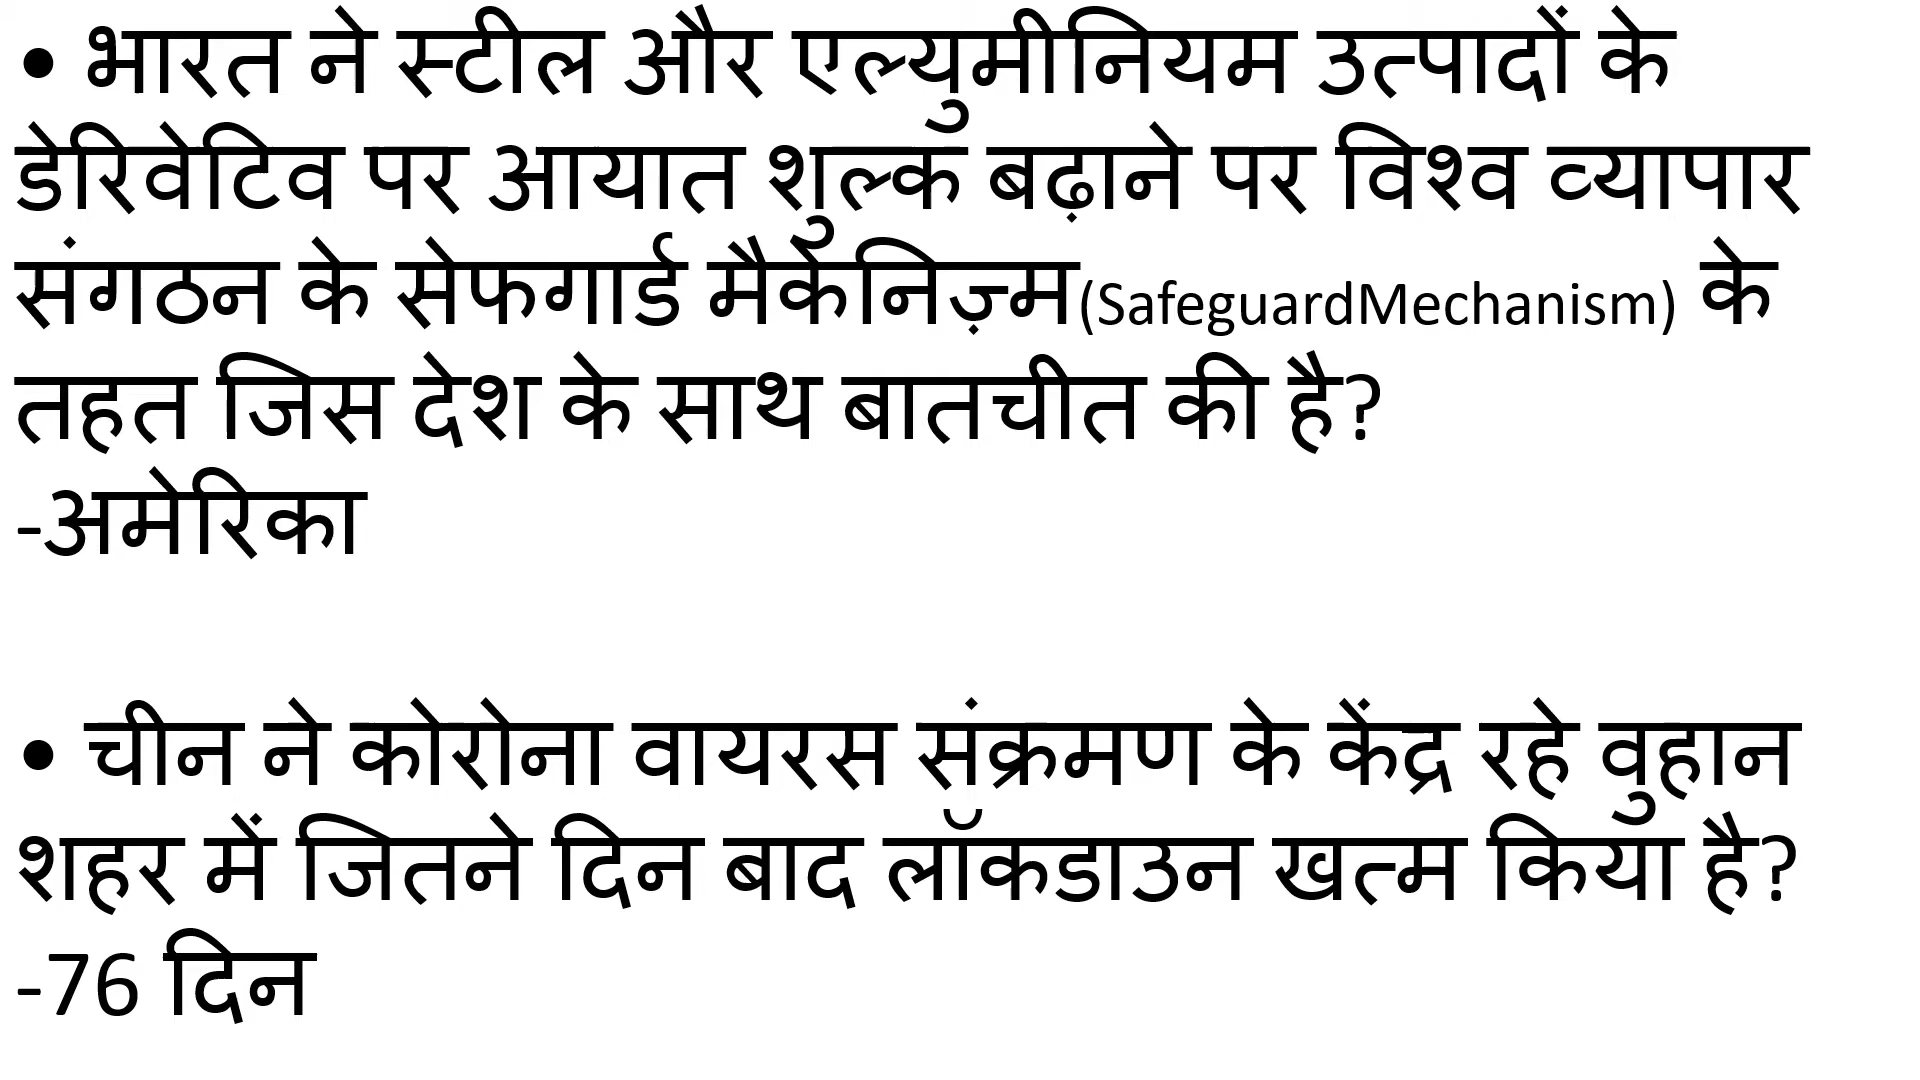 • भारत ने स्टील और एल्युमीनियम उत्पादों के
डेरिवेटिव पर आयात शुल्क बढ़ाने पर विश्व व्यापार
संगठन के सेफगार्ड मैकेनिज़्म(SafeguardMechanism) के
तहत जिस देश के साथ बातचीत की है?
-अमेरिका
• चीन ने कोरोना वायरस संक्रमण के केंद्र रहे वुहान
शहर में जितने दिन बाद लॉकडाउन खत्म किया है?
-76 दिन